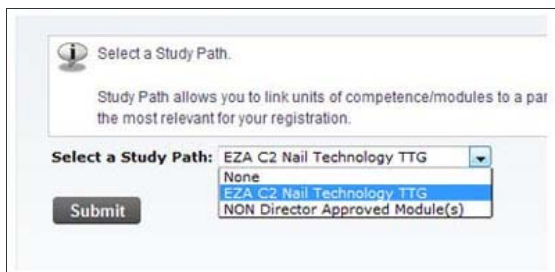 Select a Study Path.
Study Path allows you to link units of competence/modules to a par
the most relevant for your registration.
Select a Study Path: EZA C2 Nail Technology TTG
None
EZA C2 Nail Technology TTG
NON Director Approved Module(s)
Submit